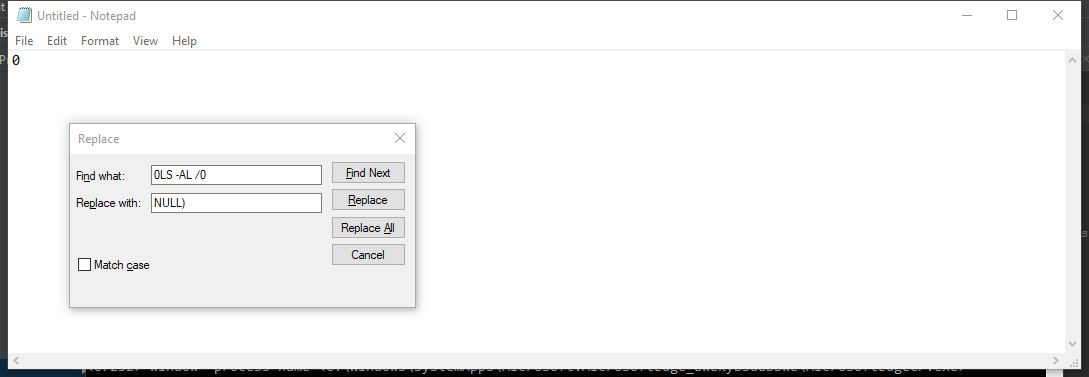 Untitled - Notepad
File Edit Format View Help
0
Replace
Find what: 0LS -AL /0 Find Next
Replace with: NULL) Replace
Replace All
Cancel
Match case